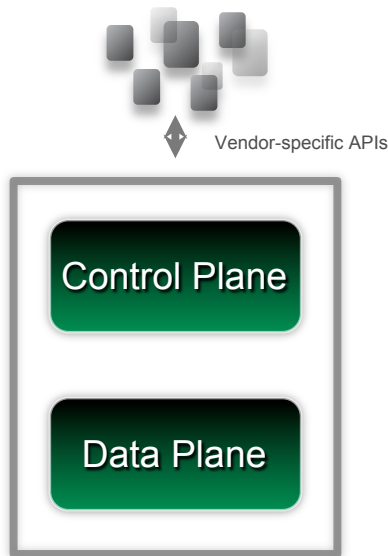 Vendor-specific APIs
Control Plane
Data Plane